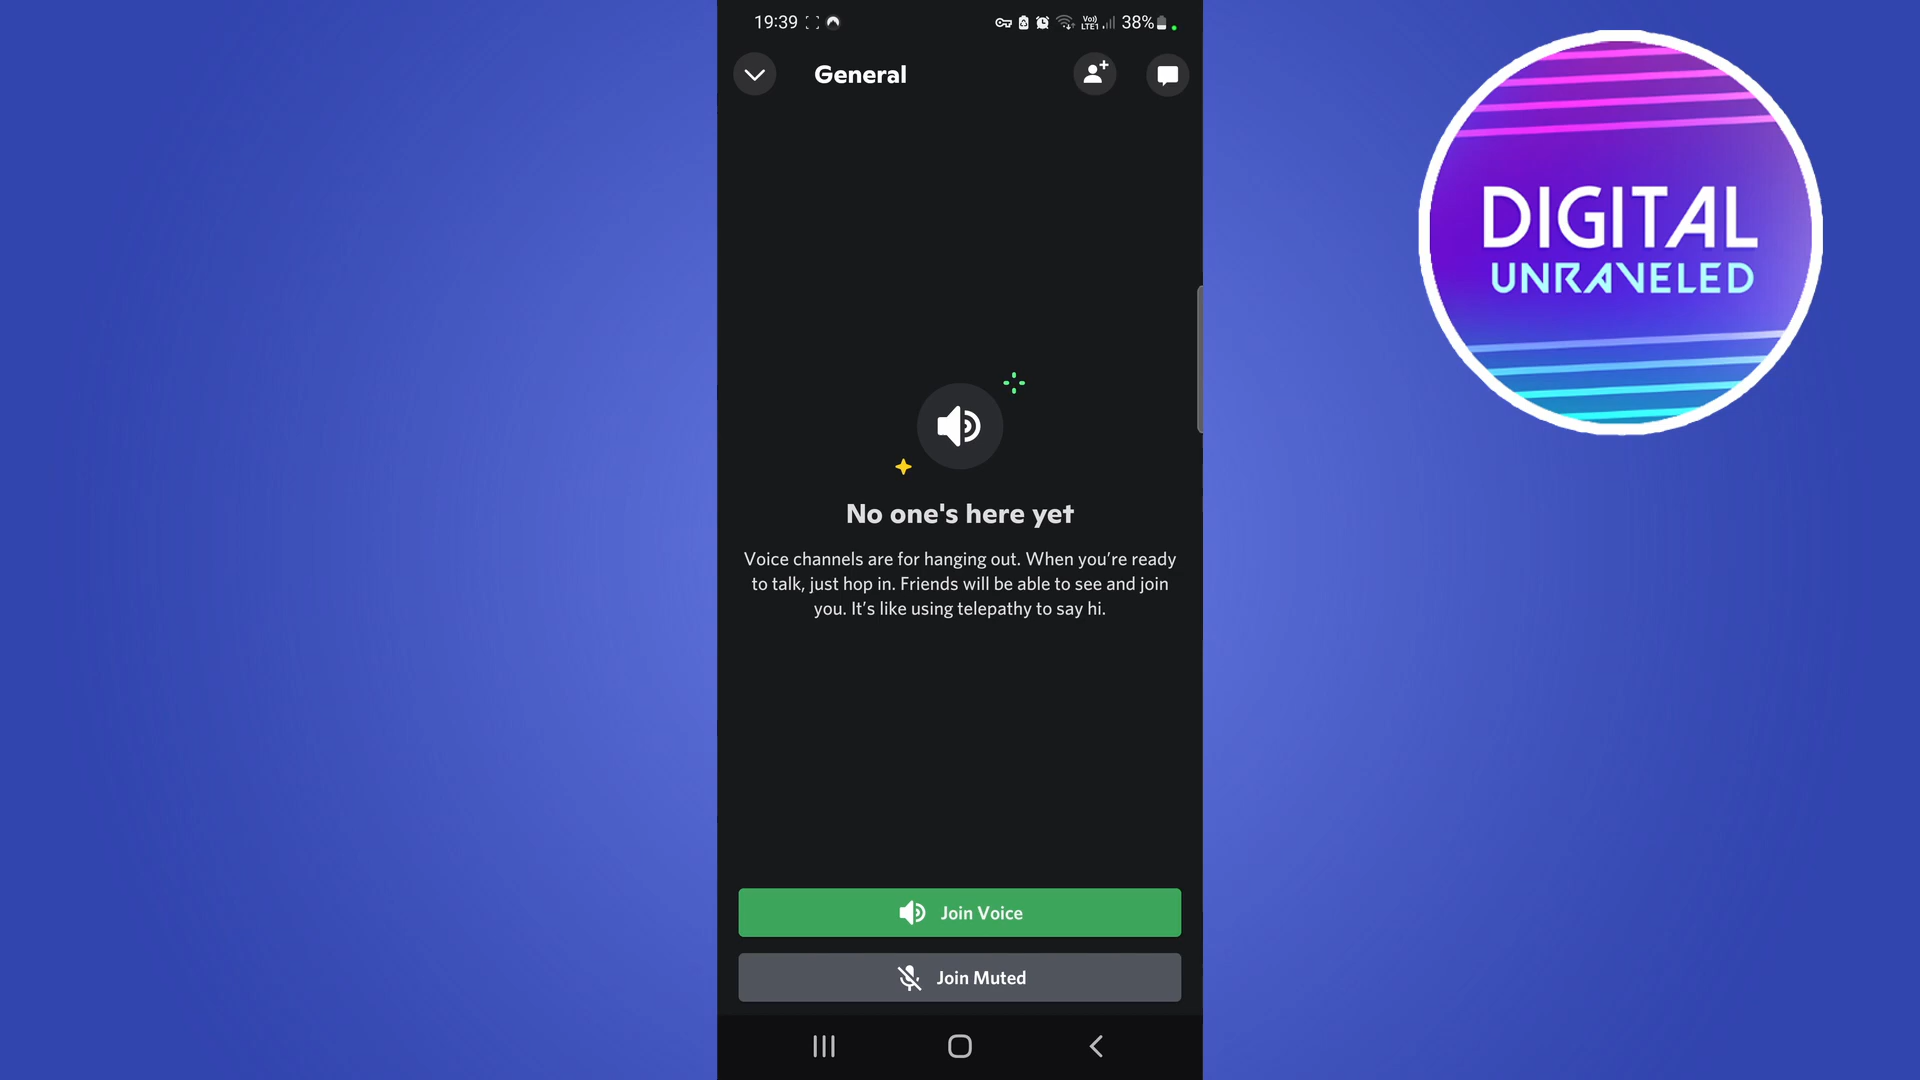 19:39
Vo))
LTE1
38%
General
DIGITAL
UNRAVELED
No one's here yet
Voice channels are for hanging out. When you're ready
to talk, just hop in. Friends will be able to see and join
you. It's like using telepathy to say hi.
Join Voice
Join Muted